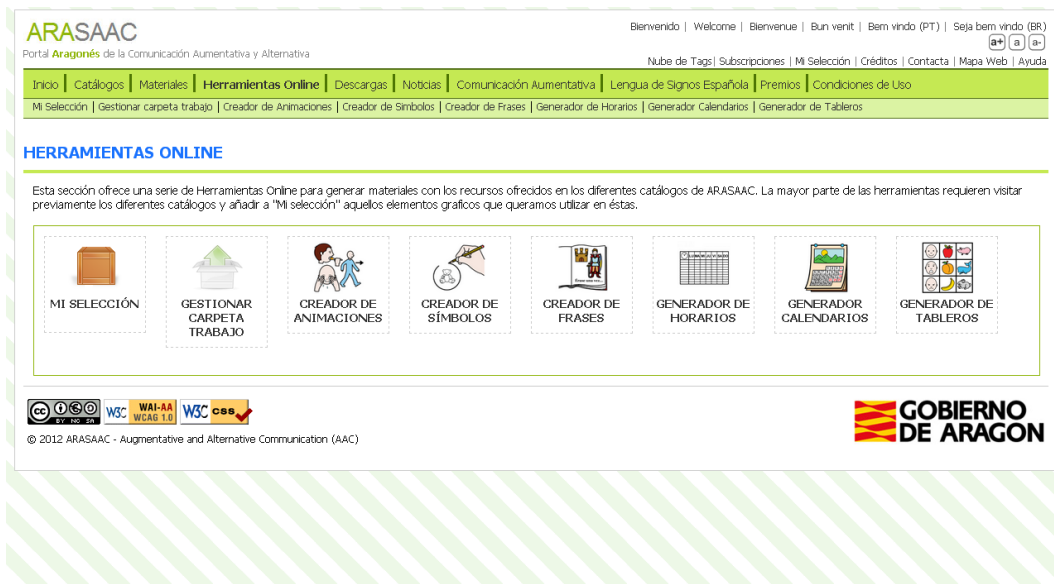 ARASAAC
Portal Aragonés de la Comunicación Aumentativa y Alternativa
Bienvenido | Welcome | Bienvenue | Bun venit | Bem vindo (PT) | Seja bem vindo (BR)
a+ a a-
Nube de Tags| Subscripciones | Mi Selección | Créditos | Contacta | Mapa Web | Ayuda
Inicio | Catálogos | Materiales | Herramientas Online | Descargas | Noticias | Comunicación Aumentativa | Lengua de Signos Española | Premios | Condiciones de Uso
Mi Selección | Gestionar carpeta trabajo | Creador de Animaciones | Creador de Simbolos | Creador de Frases | Generador de Horarios | Generador Calendarios | Generador de Tableros
HERRAMIENTAS ONLINE
Esta sección ofrece una serie de Herramientas Online para generar materiales con los recursos ofrecidos en los diferentes catálogos de ARASAAC. La mayor parte de las herramientas requieren visitar
previamente los diferentes catálogos y añadir a "Mi selección" aquellos elementos graficos que queramos utilizar en éstas.
MI SELECCIÓN
GESTIONAR
CARPETA
TRABAJO
CREADOR DE
ANIMACIONES
CREADOR DE
SÍMBOLOS
CREADOR DE
FRASES
GENERADOR DE
HORARIOS
GENERADOR
CALENDARIOS
GENERADOR DE
TABLEROS
cc BY NC SA
W3C WAI-AA
WCAG 1.0
W3C css
© 2012 ARASAAC - Augmentative and Alternative Communication (AAC)
GOBIERNO
DE ARAGON